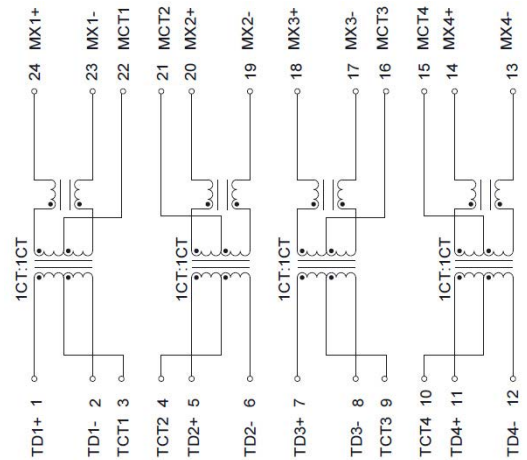 24 MX1+
23 MX1-
22 MCT1
21 MCT2
20 MX2+
19 MX2-
18 MX3+
17 MX3-
16 MCT3
15 MCT4
14 MX4+
13 MX4-
1CT:1CT
1CT:1CT
1CT:1CT
1CT:1CT
TD1+ 1
TD1- 2
TCT1 3
TCT2 4
TD2+ 5
TD2- 6
TD3+ 7
TD3- 8
TCT3 9
TCT4 10
TD4+ 11
TD4- 12